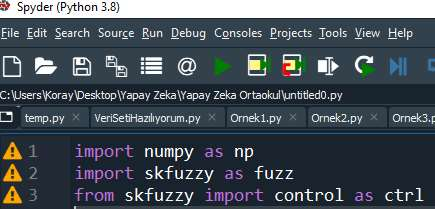 Spyder (Python 3.8)
File Edit Search Source Run Debug Consoles Projects Tools View Help
C:\Users\Koray\Desktop\Yapay Zeka\Yapay Zeka Ortaokul\untitled0.py
temp.py VeriSetiHazılıyorum.py Ornek1.py Ornek2.py Ornek3.p
1 import numpy as np
2 import skfuzzy as fuzz
3 from skfuzzy import control as ctrl